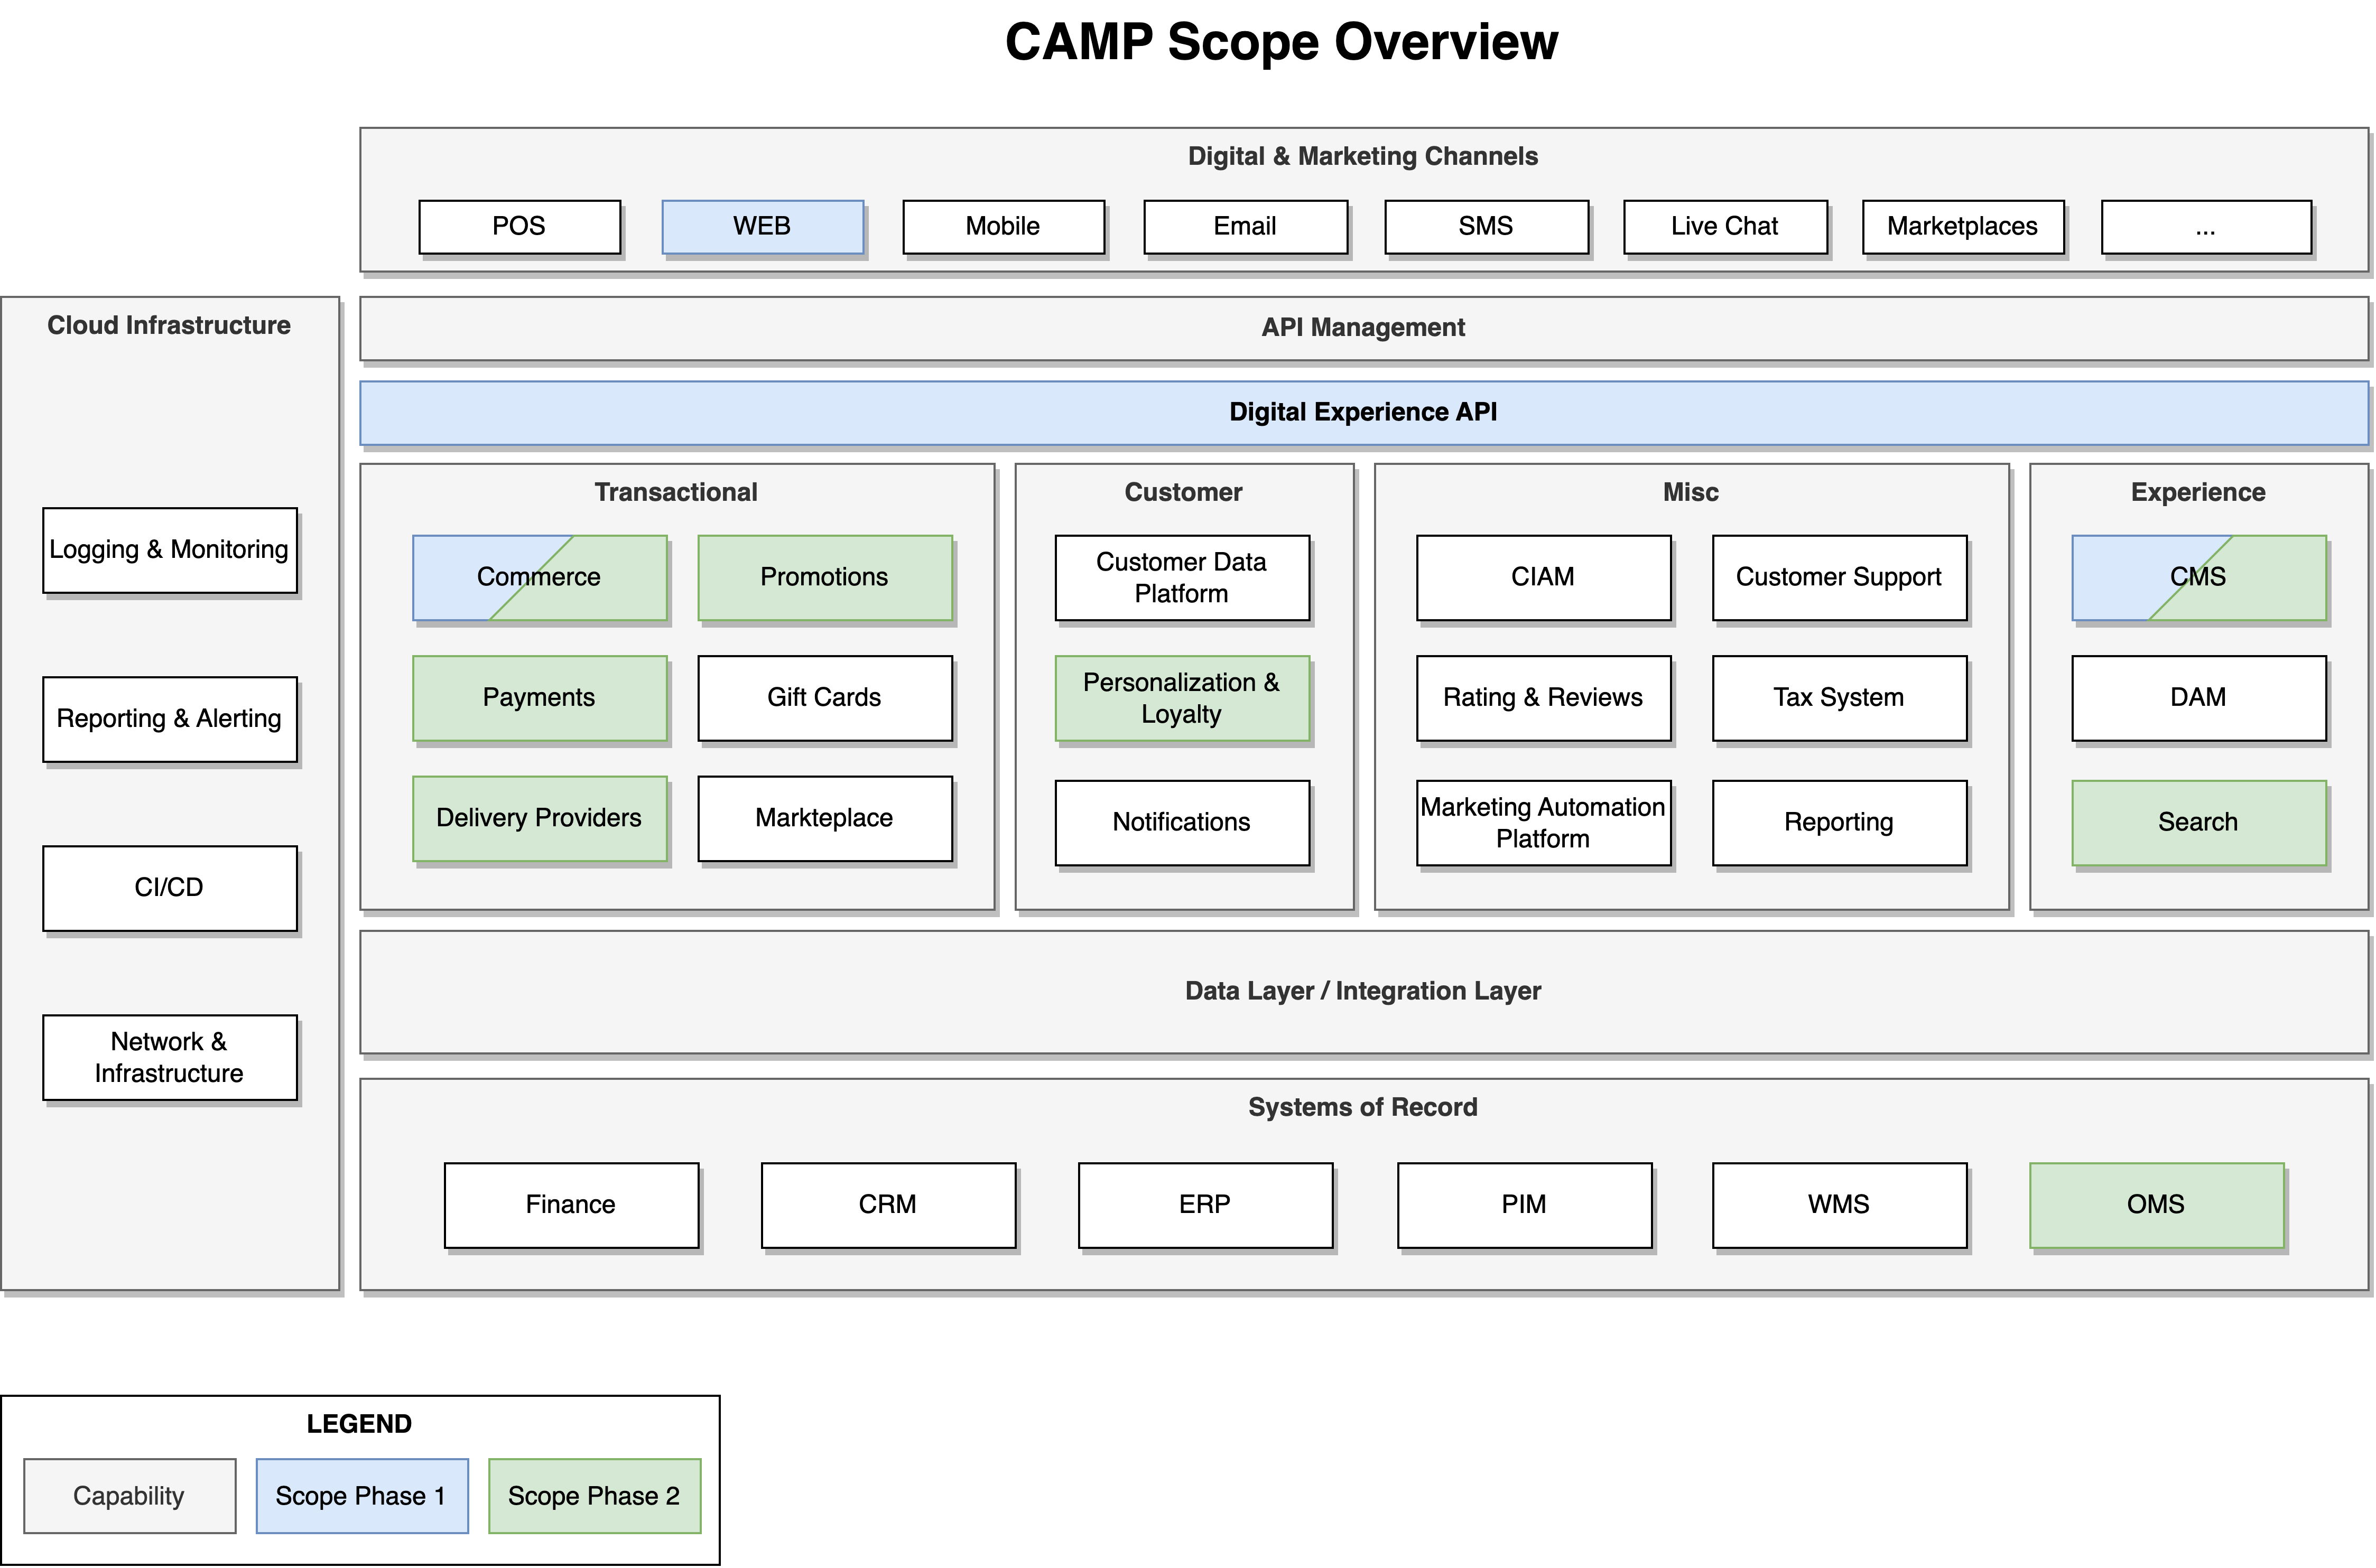 CAMP Scope Overview
Digital & Marketing Channels
POS
WEB
Mobile
Email
SMS
Live Chat
Marketplaces
...
Cloud Infrastructure
Logging & Monitoring
Reporting & Alerting
CI/CD
Network &
Infrastructure
API Management
Digital Experience API
Transactional
Commerce
Promotions
Payments
Gift Cards
Delivery Providers
Markteplace
Customer
Customer Data
Platform
Personalization &
Loyalty
Notifications
Misc
CIAM
Customer Support
Rating & Reviews
Tax System
Marketing Automation
Platform
Reporting
Experience
CMS
DAM
Search
Data Layer / Integration Layer
Systems of Record
Finance
CRM
ERP
PIM
WMS
OMS
LEGEND
Capability
Scope Phase 1
Scope Phase 2